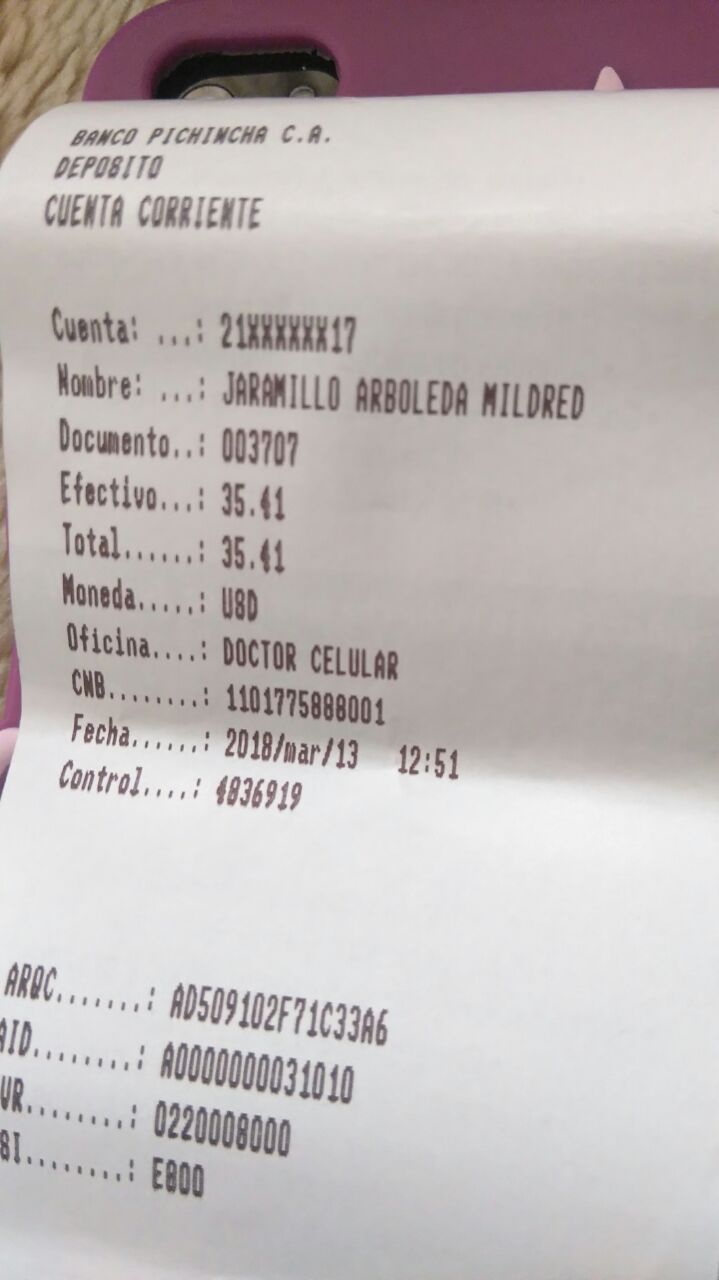 BANCO PICHINCHA C.A.
DEPOSITO
CUENTA CORRIENTE
Cuenta: ...: 21XXXXXX17
Nombre: ...: JARAMILLO ARBOLEDA MILDRED
Documento..: 003707
Efectivo...: 35.41
Total......: 35.41
Moneda.....: USD
Oficina....: DOCTOR CELULAR
CNB........: 1101775888001
Fecha......: 2018/mar/13 12:51
Control....: 4836919
ARQC.......: AD509102F71C33A6
AID........: A0000000031010
VR........: 0220008000
SI........: E800